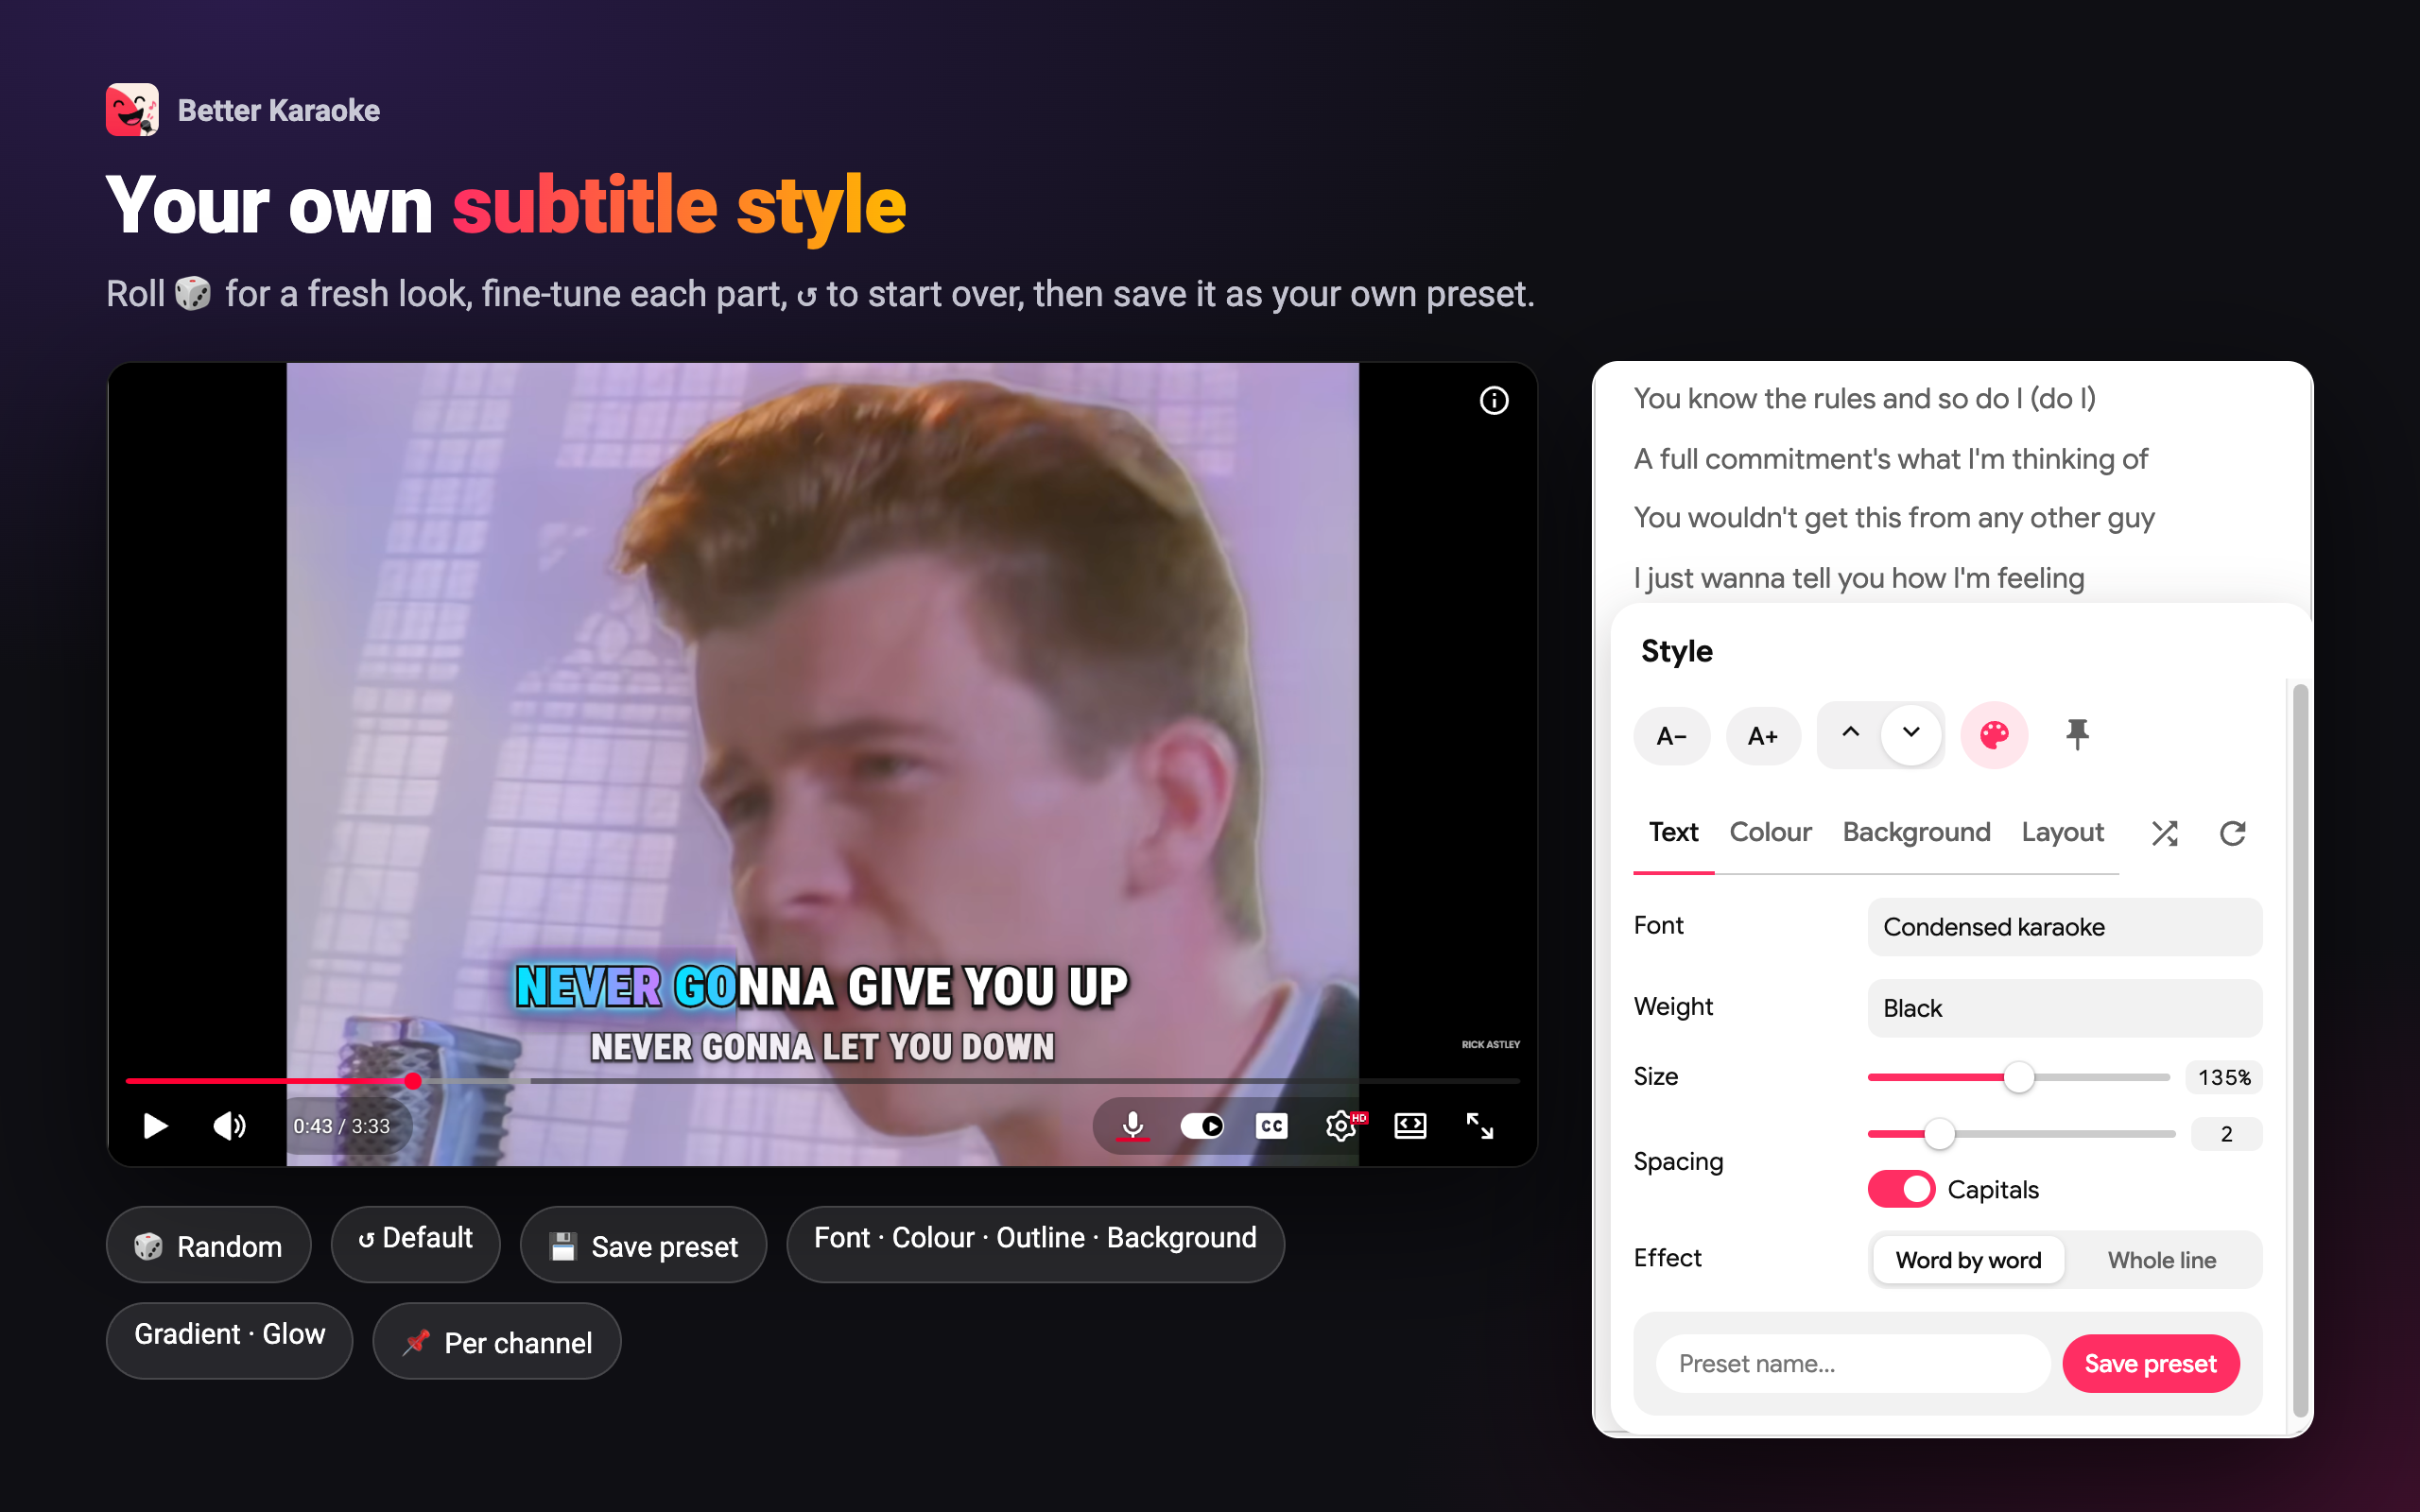 Better Karaoke
Your own subtitle style
Roll 🎲 for a fresh look, fine-tune each part, ↺ to start over, then save it as your own preset.
NEVER GONNA GIVE YOU UP
NEVER GONNA LET YOU DOWN
RICK ASTLEY
0:43 / 3:33
CC
HD
🎲 Random
↺ Default
💾 Save preset
Font · Colour · Outline · Background
Gradient · Glow
📌 Per channel
You know the rules and so do I (do I)
A full commitment's what I'm thinking of
You wouldn't get this from any other guy
I just wanna tell you how I'm feeling
Style
A−
A+
Text
Colour
Background
Layout
Font
Condensed karaoke
Weight
Black
Size
135%
2
Spacing
Capitals
Effect
Word by word
Whole line
Preset name...
Save preset